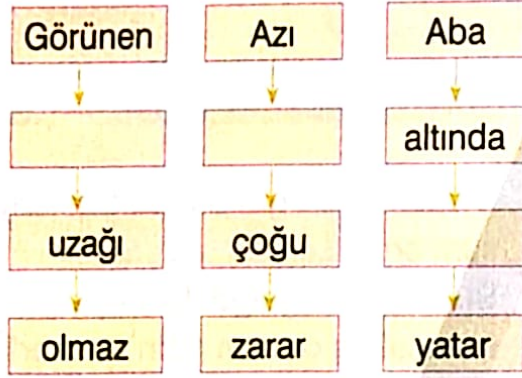 Görünen Azı Aba
altında
uzağı çoğu
olmaz zarar yatar